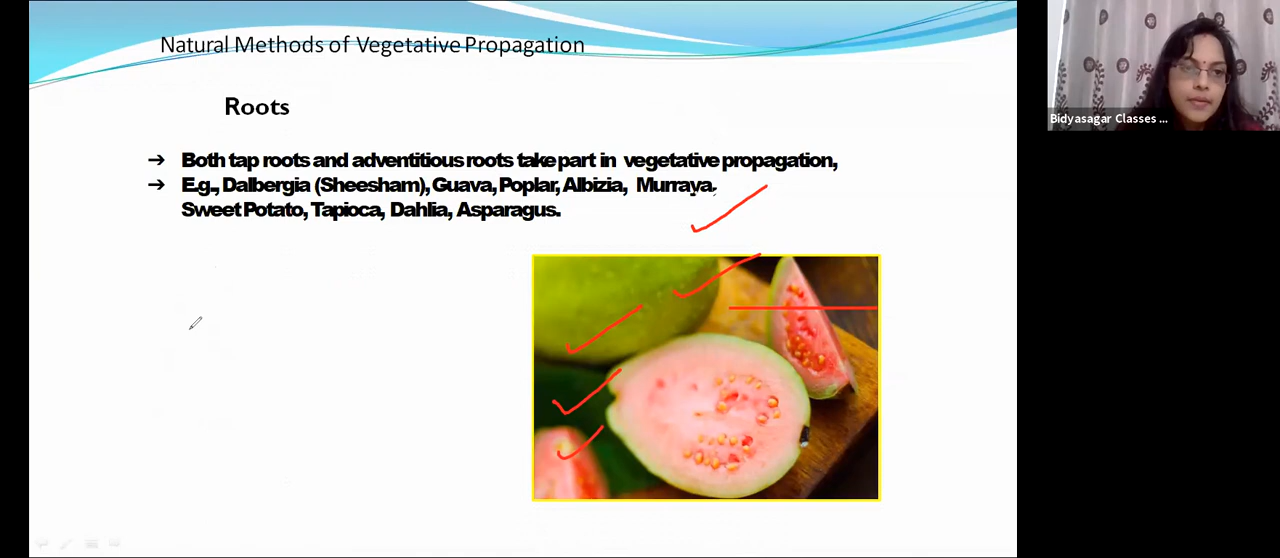 Natural Methods of Vegetative Propagation
Roots
➔ Both tap roots and adventitious roots take part in vegetative propagation,
➔ E.g., Dalbergia (Sheesham), Guava, Poplar, Albizia, Murraya,
Sweet Potato, Tapioca, Dahlia, Asparagus.
Bidyasagar Classes ...